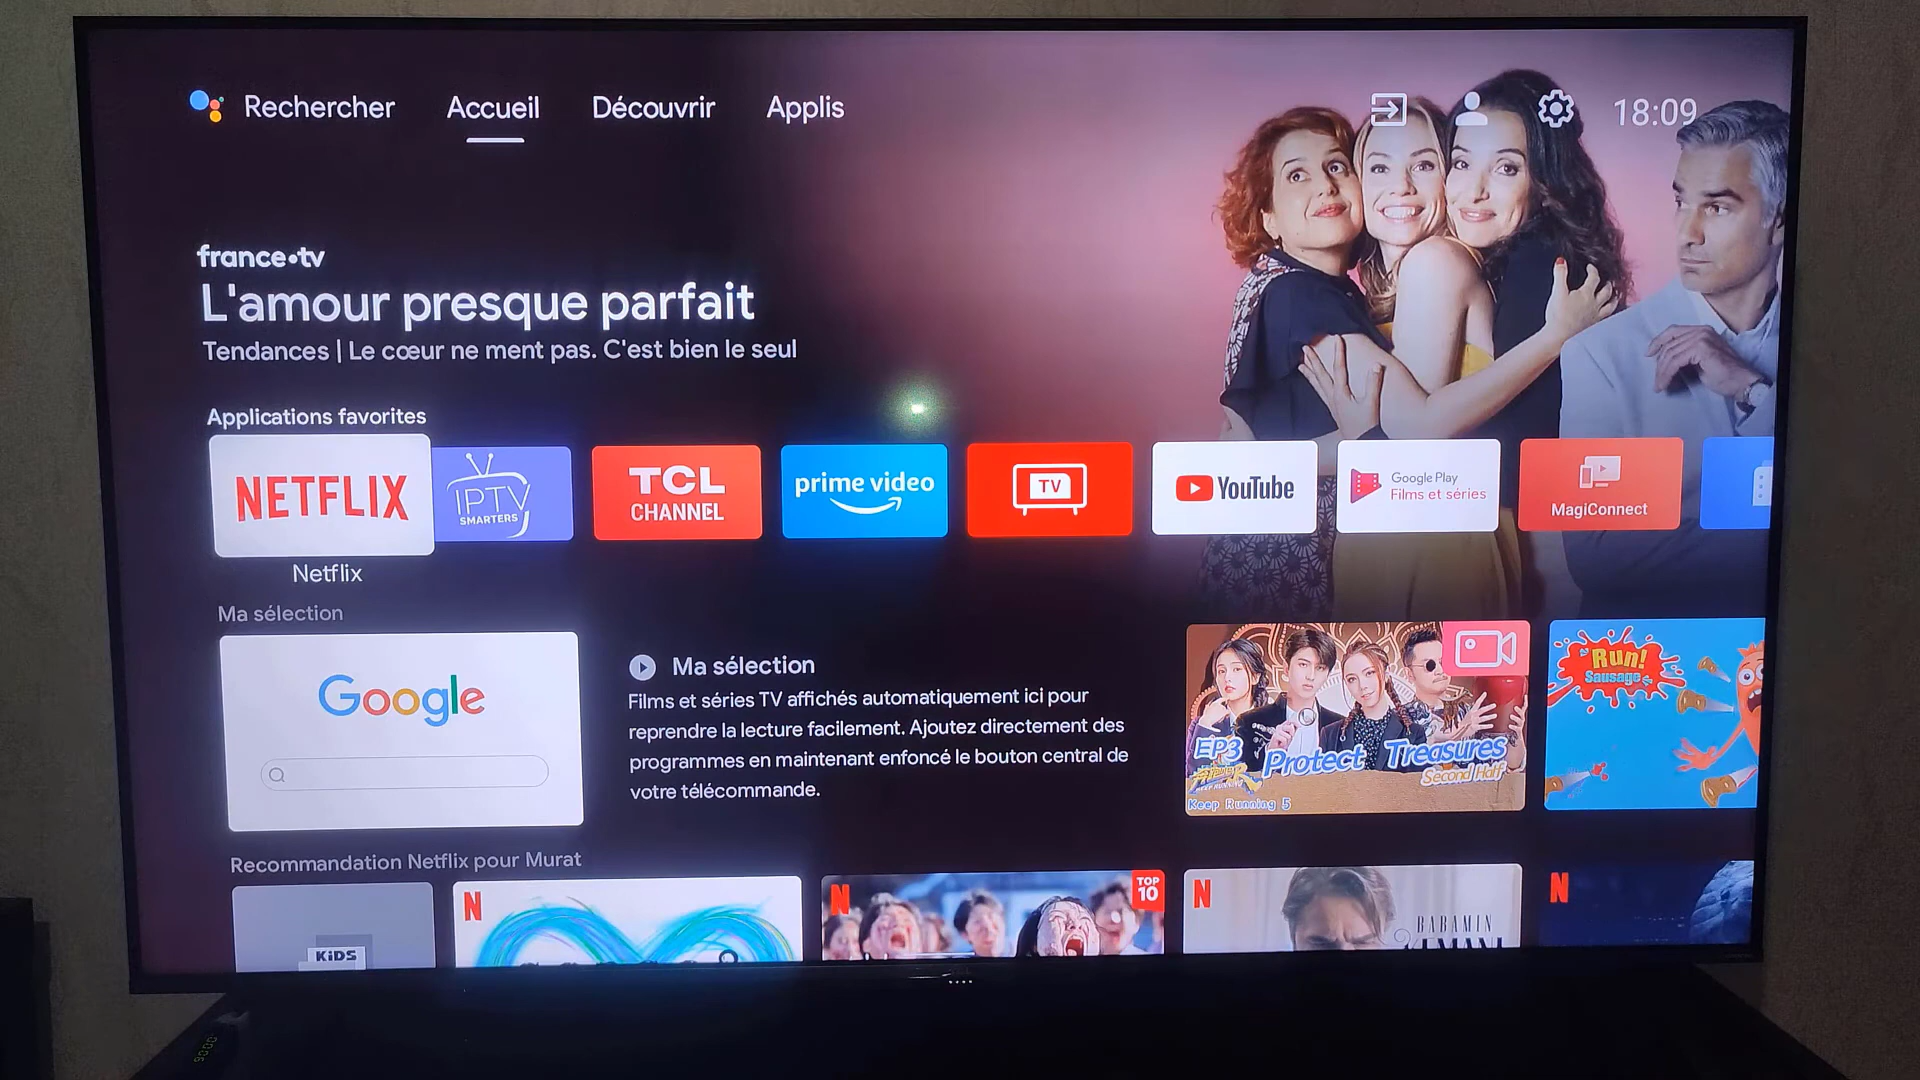 Rechercher Accueil Découvrir Applis 18:09
france•tv
L'amour presque parfait
Tendances | Le cœur ne ment pas. C'est bien le seul
Applications favorites
NETFLIX
IPTV
SMARTERS
TCL
CHANNEL
prime video
TV
YouTube
Google Play
Films et séries
MagiConnect
Netflix
Ma sélection
Google
Ma sélection
Films et séries TV affichés automatiquement ici pour
reprendre la lecture facilement. Ajoutez directement des
programmes en maintenant enfoncé le bouton central de
votre télécommande.
EP3 Protect Treasures
Second Half
KEEP RUNNING
Keep Running 5
Run!
Sausage
Recommandation Netflix pour Murat
KiDS
N
N
TOP
10
N
BABAMIN
N